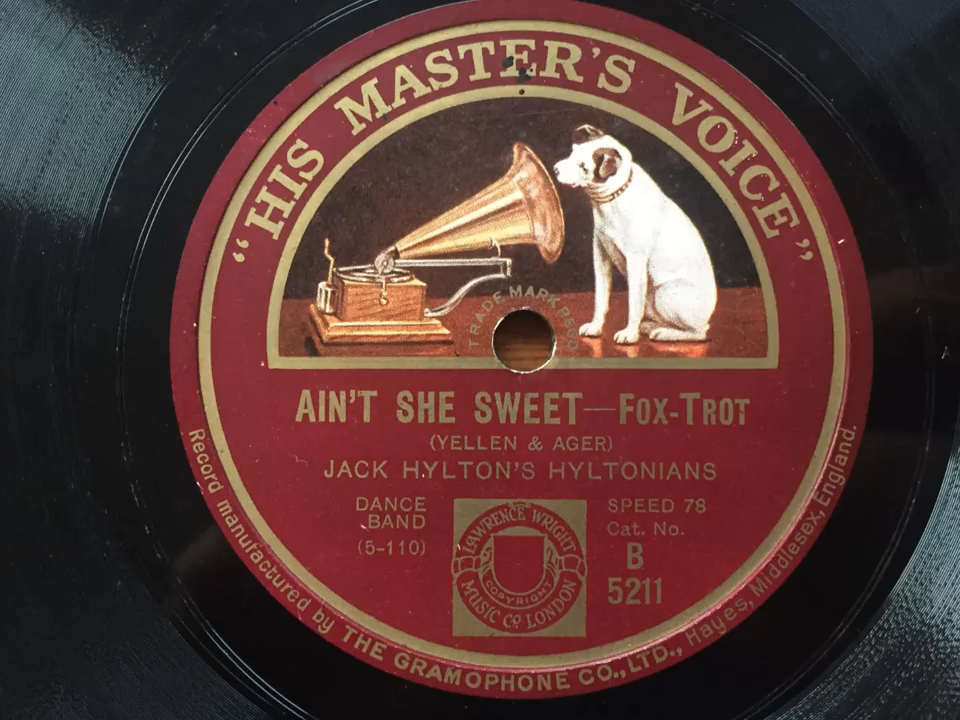 “HIS MASTER'S VOICE”
TRADE MARK REGD
AIN'T SHE SWEET—FOX-TROT
(YELLEN & AGER)
JACK HYLTON'S HYLTONIANS
DANCE
BAND
(5-110)
LAWRENCE WRIGHT
COPYRIGHT
MUSIC Co LONDON
SPEED 78
Cat. No.
B
5211
Record manufactured by THE GRAMOPHONE CO., LTD., Hayes, Middlesex, England.